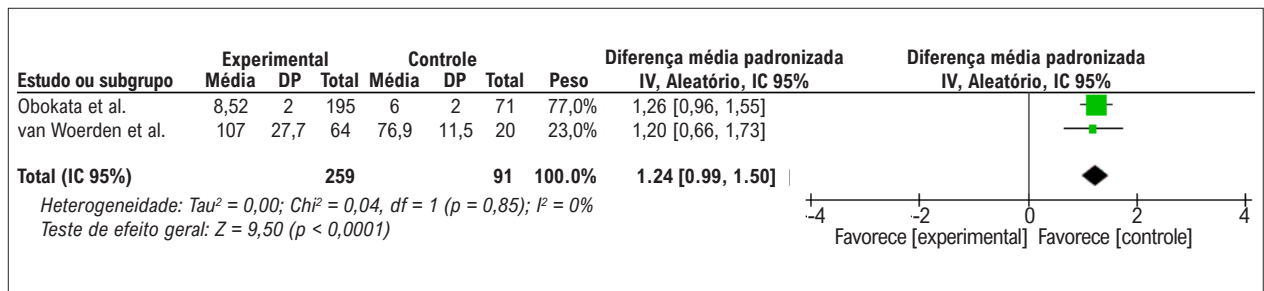 Experimental Controle Diferença média padronizada Diferença média padronizada
Estudo ou subgrupo Média DP Total Média DP Total Peso IV, Aleatório, IC 95% IV, Aleatório, IC 95%
Obokata et al. 8,52 2 195 6 2 71 77,0% 1,26 [0,96, 1,55]
van Woerden et al. 107 27,7 64 76,9 11,5 20 23,0% 1,20 [0,66, 1,73]
Total (IC 95%) 259 91 100.0% 1.24 [0.99, 1.50]
Heterogeneidade: Tau² = 0,00; Chi² = 0,04, df = 1 (p = 0,85); I² = 0%
Teste de efeito geral: Z = 9,50 (p < 0,0001)
-4 -2 0 2 4
Favorece [experimental] Favorece [controle]